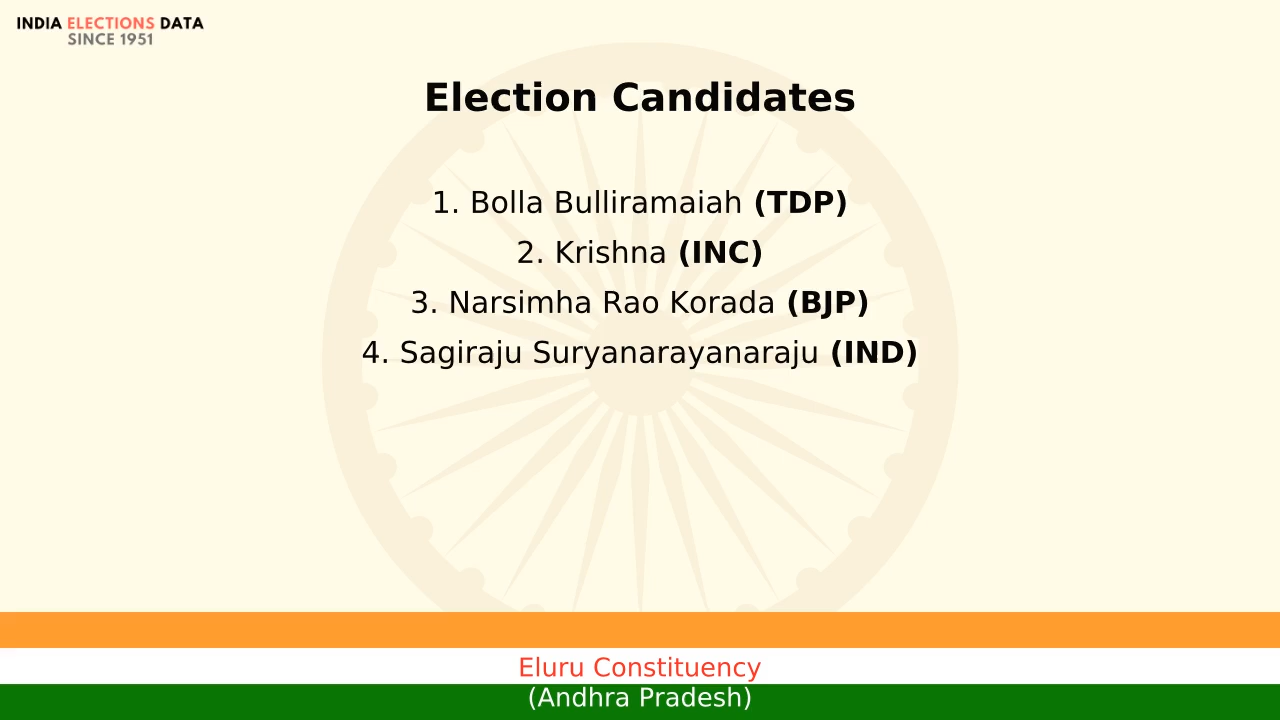 INDIA ELECTIONS DATA
SINCE 1951
Election Candidates
1. Bolla Bulliramaiah (TDP)
2. Krishna (INC)
3. Narsimha Rao Korada (BJP)
4. Sagiraju Suryanarayanaraju (IND)
Eluru Constituency
(Andhra Pradesh)